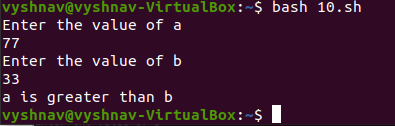 vyshnav@vyshnav-VirtualBox:~$ bash 10.sh
Enter the value of a
77
Enter the value of b
33
a is greater than b
vyshnav@vyshnav-VirtualBox:~$